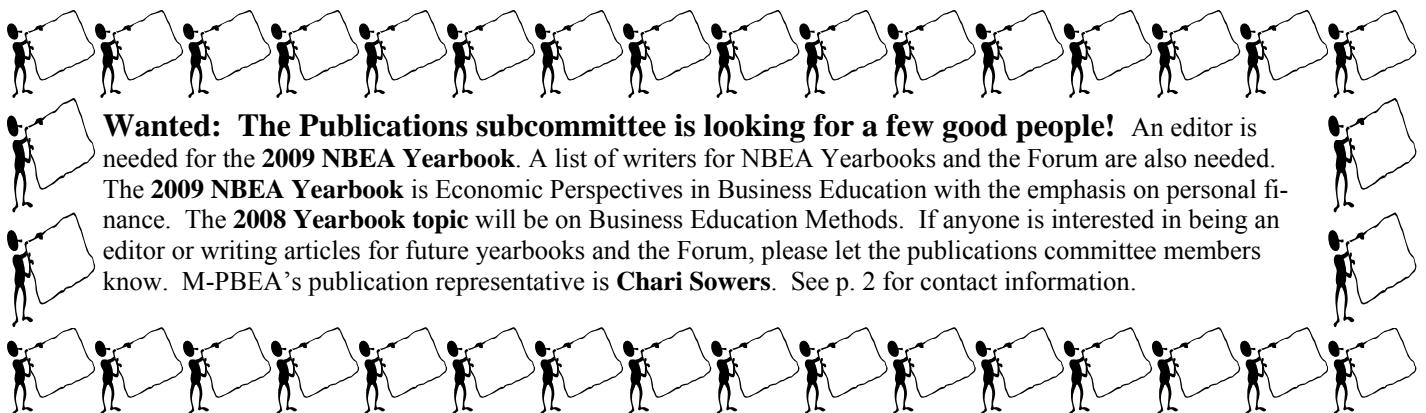 Wanted: The Publications subcommittee is looking for a few good people! An editor is
needed for the 2009 NBEA Yearbook. A list of writers for NBEA Yearbooks and the Forum are also needed.
The 2009 NBEA Yearbook is Economic Perspectives in Business Education with the emphasis on personal fi-
nance. The 2008 Yearbook topic will be on Business Education Methods. If anyone is interested in being an
editor or writing articles for future yearbooks and the Forum, please let the publications committee members
know. M-PBEA’s publication representative is Chari Sowers. See p. 2 for contact information.